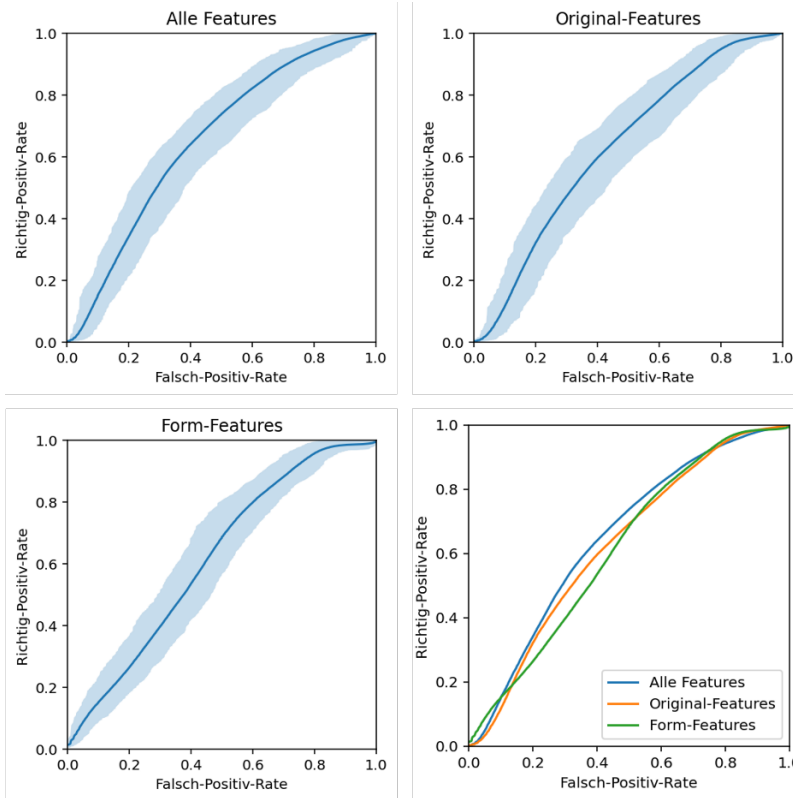 Alle Features
1.0
0.8
0.6
0.4
0.2
0.0
Richtig-Positiv-Rate
0.0 0.2 0.4 0.6 0.8 1.0
Falsch-Positiv-Rate
Original-Features
1.0
0.8
0.6
0.4
0.2
0.0
Richtig-Positiv-Rate
0.0 0.2 0.4 0.6 0.8 1.0
Falsch-Positiv-Rate
Form-Features
1.0
0.8
0.6
0.4
0.2
0.0
Richtig-Positiv-Rate
0.0 0.2 0.4 0.6 0.8 1.0
Falsch-Positiv-Rate
1.0
0.8
0.6
0.4
0.2
0.0
Richtig-Positiv-Rate
Alle Features
Original-Features
Form-Features
0.0 0.2 0.4 0.6 0.8 1.0
Falsch-Positiv-Rate